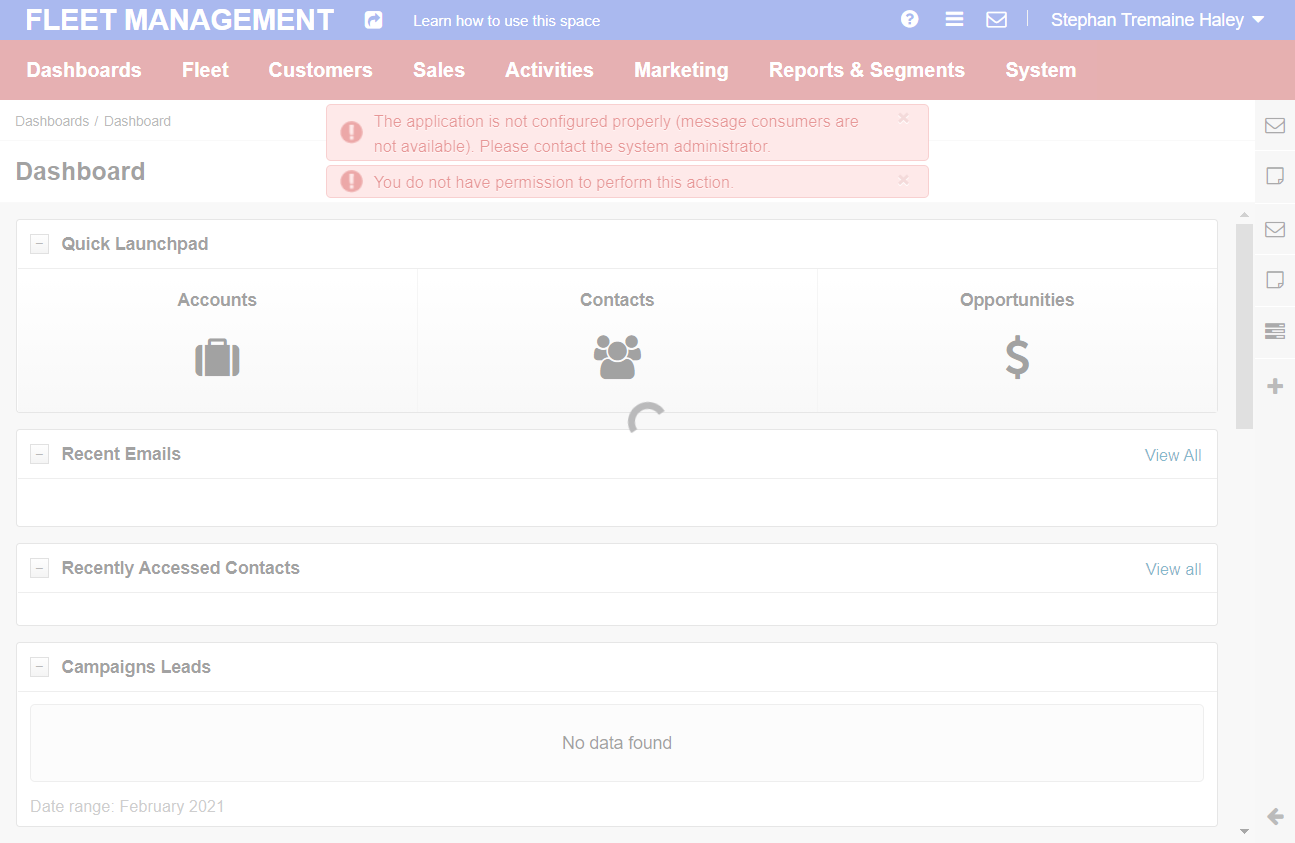 FLEET MANAGEMENT
Learn how to use this space
Stephan Tremaine Haley
Dashboards Fleet Customers Sales Activities Marketing Reports & Segments System
Dashboards / Dashboard
The application is not configured properly (message consumers are
not available). Please contact the system administrator.
You do not have permission to perform this action.
Dashboard
Quick Launchpad
Accounts
Contacts
Opportunities
Recent Emails
View All
Recently Accessed Contacts
View all
Campaigns Leads
No data found
Date range: February 2021